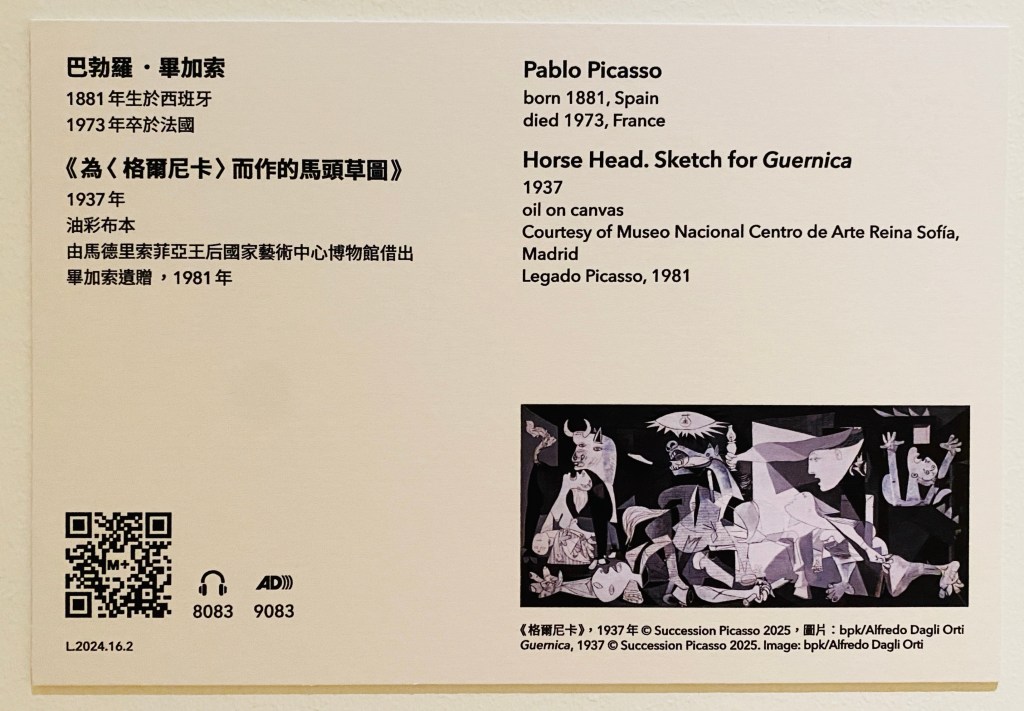 巴勃羅・畢加索
1881年生於西班牙
1973年卒於法國
《為〈格爾尼卡〉而作的馬頭草圖》
1937年
油彩布本
由馬德里索菲亞王后國家藝術中心博物館借出
畢加索遺贈，1981年
Pablo Picasso
born 1881, Spain
died 1973, France
Horse Head. Sketch for Guernica
1937
oil on canvas
Courtesy of Museo Nacional Centro de Arte Reina Sofía,
Madrid
Legado Picasso, 1981
M+
8083
AD
9083
L.2024.16.2
《格爾尼卡》，1937年 © Succession Picasso 2025，圖片：bpk/Alfredo Dagli Orti
Guernica, 1937 © Succession Picasso 2025. Image: bpk/Alfredo Dagli Orti